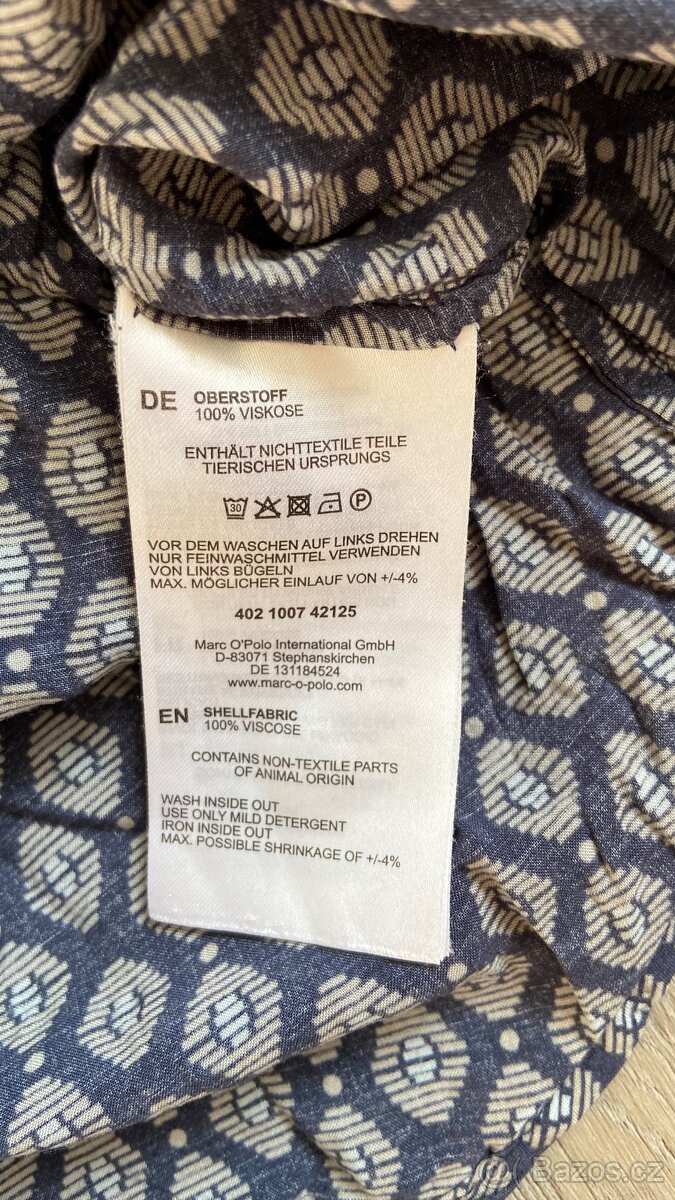 DE OBERSTOFF
100% VISKOSE
ENTHÄLT NICHTTEXTILE TEILE
TIERISCHEN URSPRUNGS
30 P
VOR DEM WASCHEN AUF LINKS DREHEN
NUR FEINWASCHMITTEL VERWENDEN
VON LINKS BÜGELN
MAX. MÖGLICHER EINLAUF VON +/-4%
402 1007 42125
Marc O'Polo International GmbH
D-83071 Stephanskirchen
DE 131184524
www.marc-o-polo.com
EN SHELLFABRIC
100% VISCOSE
CONTAINS NON-TEXTILE PARTS
OF ANIMAL ORIGIN
WASH INSIDE OUT
USE ONLY MILD DETERGENT
IRON INSIDE OUT
MAX. POSSIBLE SHRINKAGE OF +/-4%
Bazos.cz